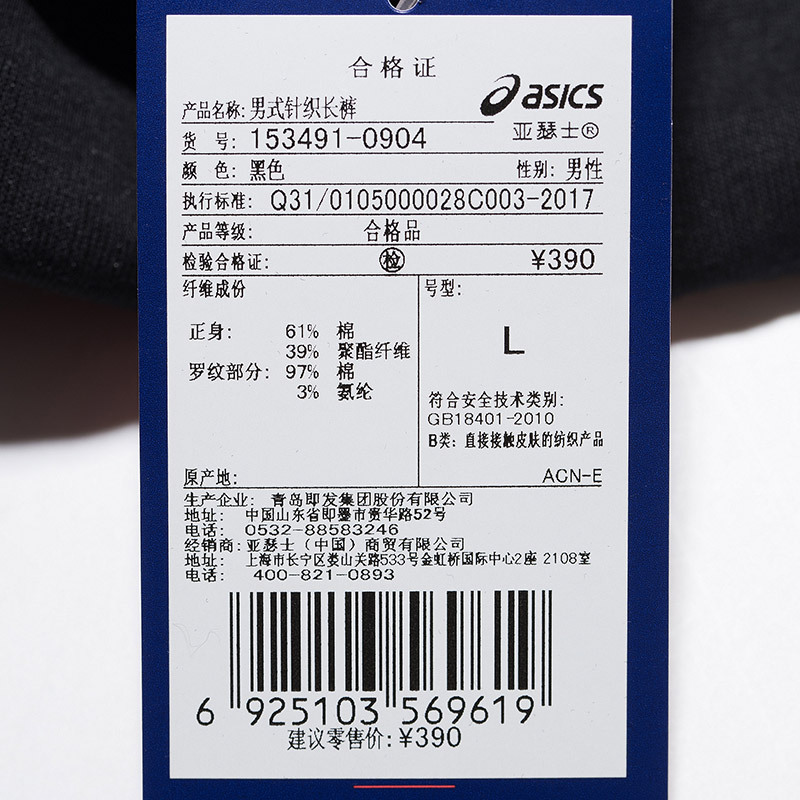 合格证
asics
亚瑟士®
产品名称: 男式针织长裤
货 号: 153491-0904
颜 色: 黑色 性别: 男性
执行标准: Q31/0105000028C003-2017
产品等级: 合格品
检验合格证: 检 ¥390
纤维成份
正身: 61% 棉
39% 聚酯纤维
罗纹部分: 97% 棉
3% 氨纶
号型:
L
符合安全技术类别:
GB18401-2010
B类: 直接接触皮肤的纺织产品
原产地: ACN-E
生产企业: 青岛即发集团股份有限公司
地址: 中国山东省即墨市赉华路52号
电话: 0532-88583246
经销商: 亚瑟士(中国)商贸有限公司
地址: 上海市长宁区娄山关路533号金虹桥国际中心2座 2108室
电话: 400-821-0893
6 925103 569619
建议零售价: ¥390